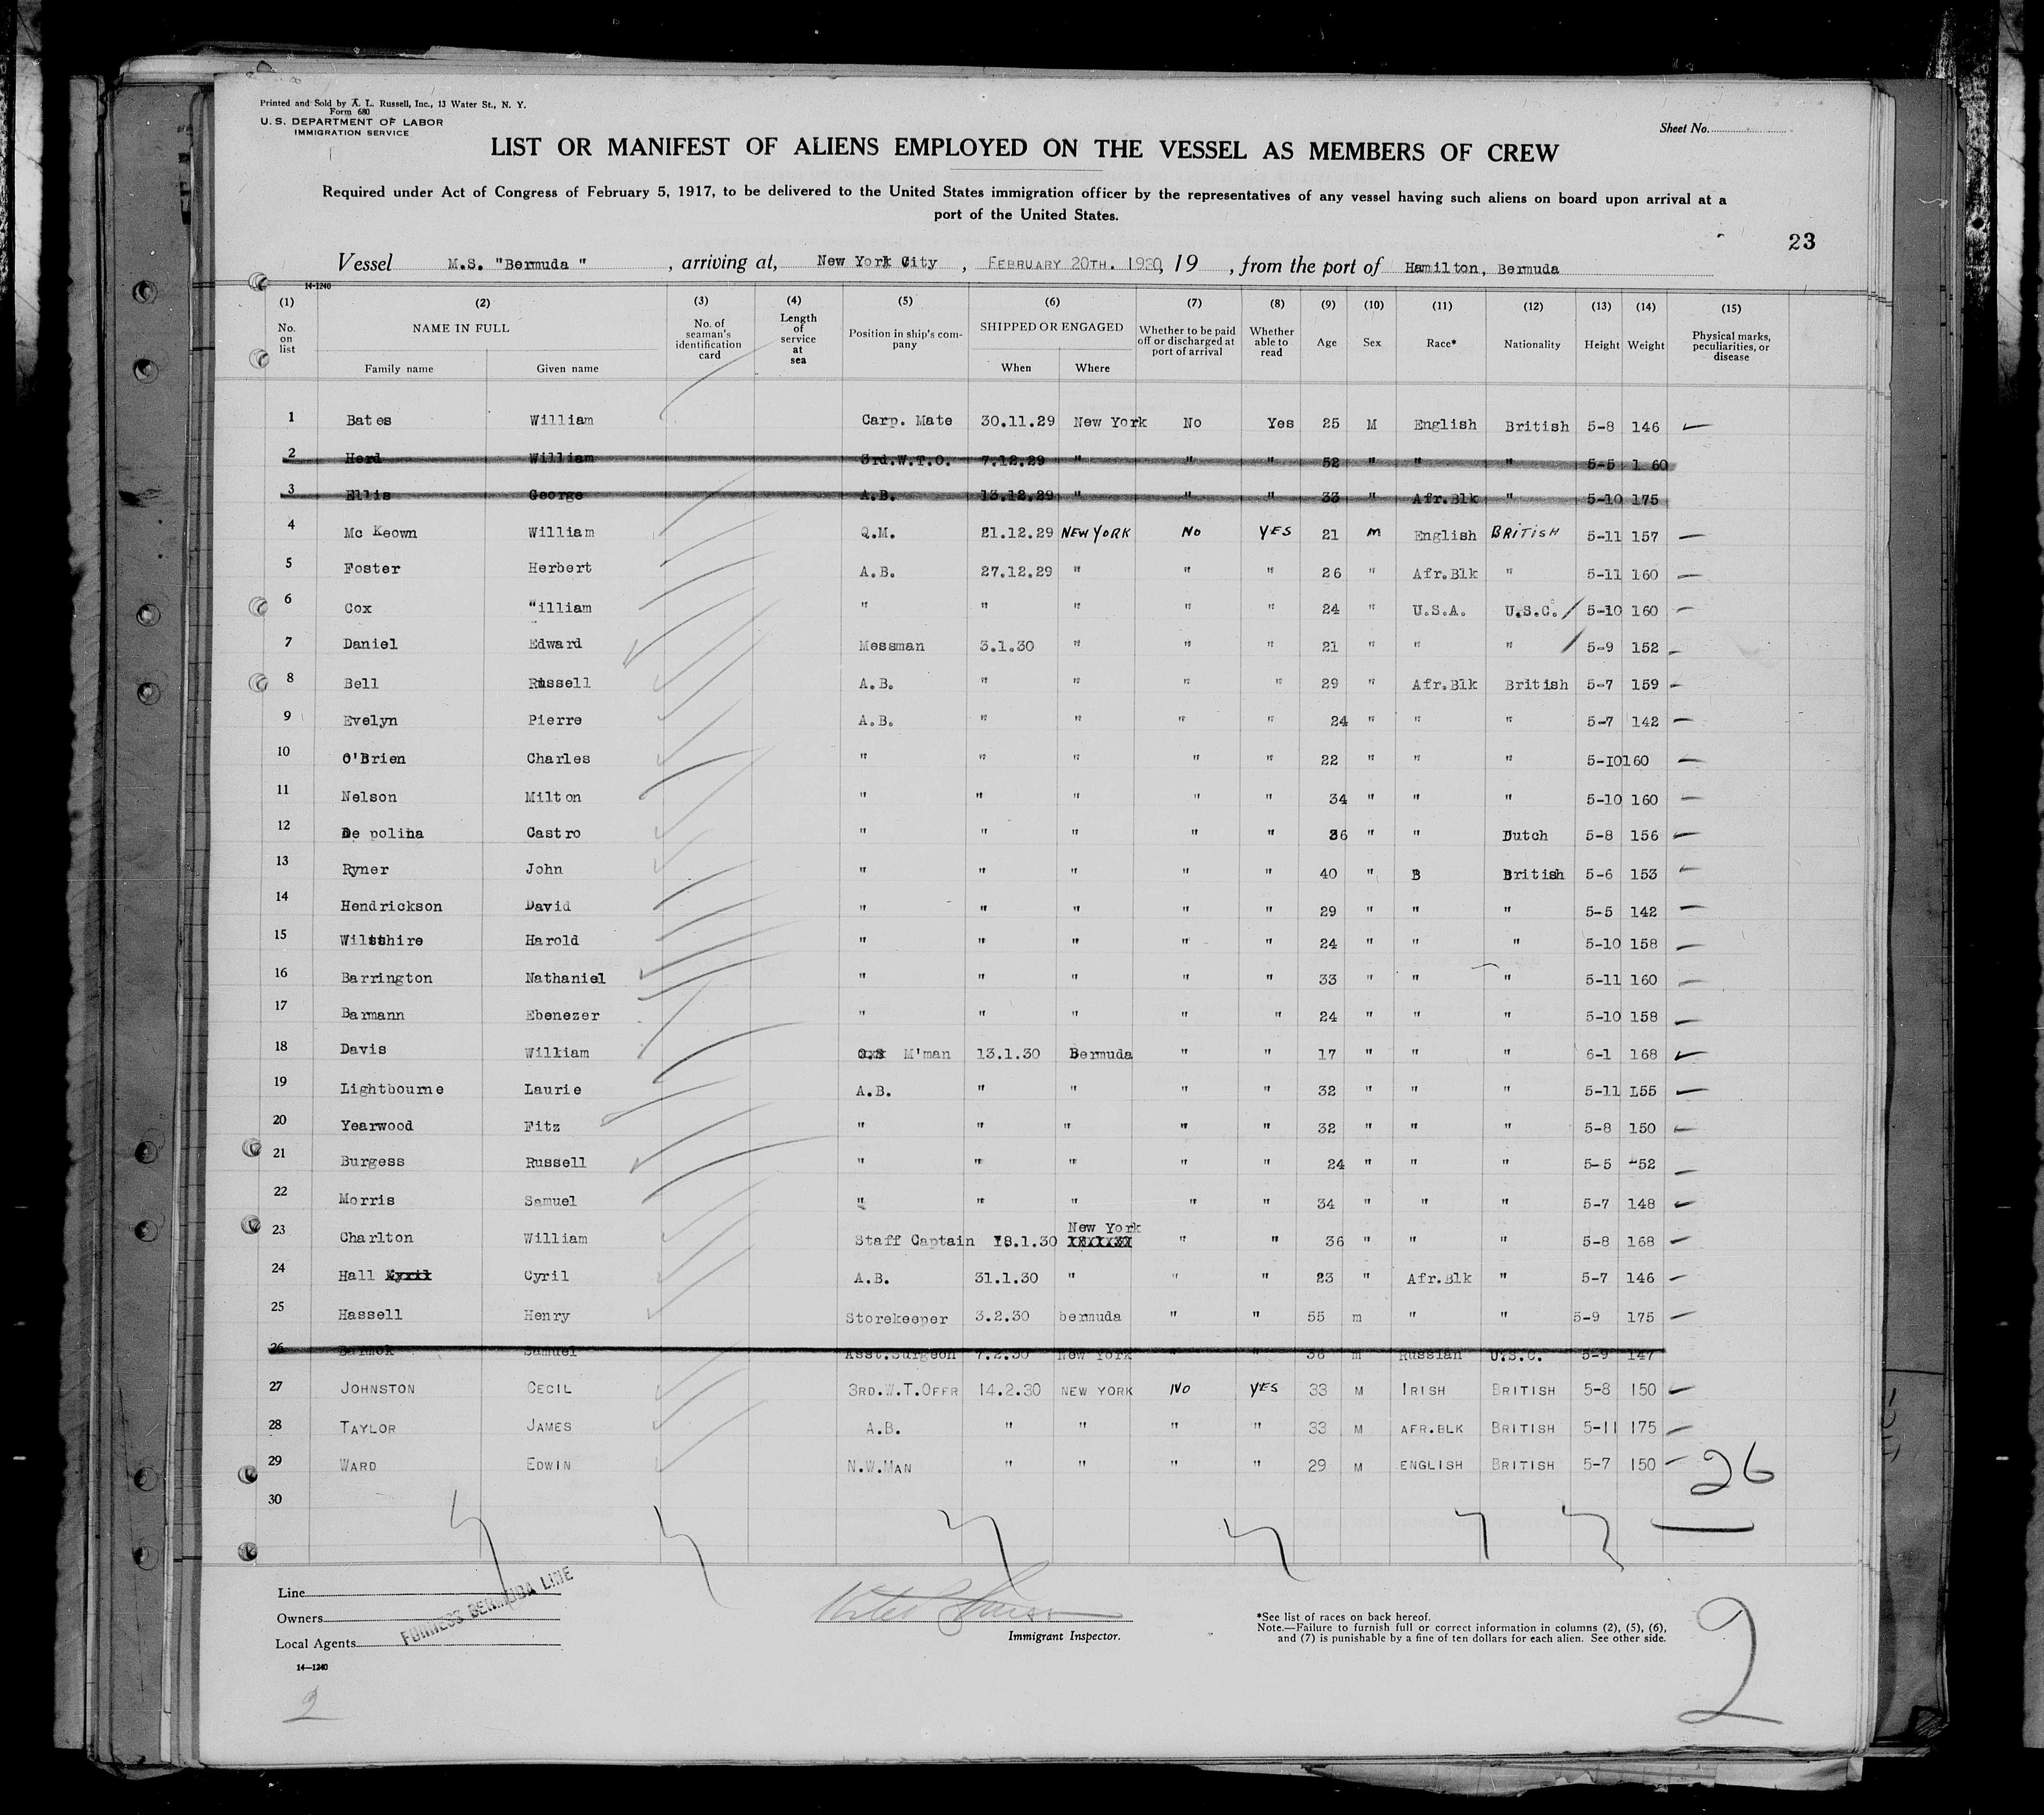 Printed and Sold by A. L. Russell, Inc., 13 Water St., N. Y.
Form 680
U. S. DEPARTMENT OF LABOR
IMMIGRATION SERVICE
Sheet No.
LIST OR MANIFEST OF ALIENS EMPLOYED ON THE VESSEL AS MEMBERS OF CREW
Required under Act of Congress of February 5, 1917, to be delivered to the United States immigration officer by the representatives of any vessel having such aliens on board upon arrival at a
port of the United States.
23
Vessel M.S. "Bermuda " , arriving at, New York City , FEBRUARY 20TH. 1930, 19 , from the port of Hamilton, Bermuda
14-1240
(1) (2) (3) (4) (5) (6) (7) (8) (9) (10) (11) (12) (13) (14) (15)
No. on list NAME IN FULL Family name Given name No. of seaman's identification card Length of service at sea Position in ship's company SHIPPED OR ENGAGED When Where Whether to be paid off or discharged at port of arrival Whether able to read Age Sex Race* Nationality Height Weight Physical marks, peculiarities, or disease
1 Bates William Carp. Mate 30.11.29 New York No Yes 25 M English British 5-8 146
2 Herd William 3rd.W.T.O. 7.12.29 " " " 52 " " " 5-5 1 60
3 Ellis George A.B. 13.12.29 " " " 33 " Afr.Blk " 5-10 175
4 Mc Keown William Q.M. 21.12.29 NEW YORK No YES 21 m English BRITISH 5-11 157
5 Foster Herbert A.B. 27.12.29 " " " 26 " Afr.Blk " 5-11 160
6 Cox "illiam " " " " " 24 " U.S.A. U.S.C. 5-10 160
7 Daniel Edward Messman 3.1.30 " " " 21 " " " 5-9 152
8 Bell Russell A.B. " " " " 29 " Afr.Blk British 5-7 159
9 Evelyn Pierre A.B. " " " " 24 " " " 5-7 142
10 O'Brien Charles " " " " " 22 " " " 5-10 160
11 Nelson Milton " " " " " 34 " " " 5-10 160
12 De polina Castro " " " " " 36 " " Dutch 5-8 156
13 Ryner John " " " " " 40 " B British 5-6 153
14 Hendrickson David " " " " " 29 " " " 5-5 142
15 Wiltshire Harold " " " " " 24 " " " 5-10 158
16 Barrington Nathaniel " " " " " 33 " " " 5-11 160
17 Barmann Ebenezer " " " " " 24 " " " 5-10 158
18 Davis William M'man 13.1.30 Bermuda " " 17 " " " 6-1 168
19 Lightbourne Laurie A.B. " " " " 32 " " " 5-11 155
20 Yearwood Fitz " " " " " 32 " " " 5-8 150
21 Burgess Russell " " " " " 24 " " " 5-5 -52
22 Morris Samuel " " " " " 34 " " " 5-7 148
23 Charlton William Staff Captain 18.1.30 New York " " 36 " " " 5-8 168
24 Hall Cyril A.B. 31.1.30 " " " 23 " Afr.Blk " 5-7 146
25 Hassell Henry Storekeeper 3.2.30 bermuda " " 55 m " " 5-9 175
26 Samuel Asst.Surgeon 7.2.30 New York " " 36 m Russian U.S.C. 5-9 147
27 JOHNSTON CECIL 3RD.W.T.OFFR 14.2.30 NEW YORK NO YES 33 M IRISH BRITISH 5-8 150
28 TAYLOR JAMES A.B. " " " " 33 M AFR.BLK BRITISH 5-11 175
29 WARD EDWIN N.W.MAN " " " " 29 M ENGLISH BRITISH 5-7 150
26
30
Line
Owners
Local Agents
FURNESS BERMUDA LINE
Immigrant Inspector.
*See list of races on back hereof.
Note.—Failure to furnish full or correct information in columns (2), (5), (6),
and (7) is punishable by a fine of ten dollars for each alien. See other side.
14—1240
2
2